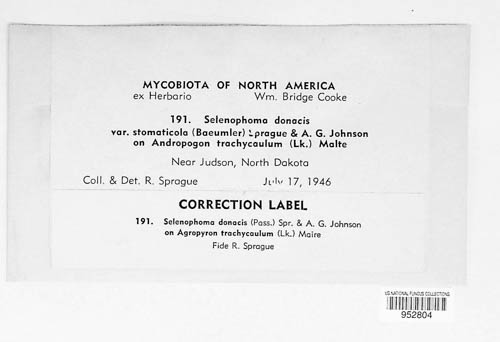 MYCOBIOTA OF NORTH AMERICA
ex Herbario Wm. Bridge Cooke
191. Selenophoma donacis
var. stomaticola (Baeumler) Sprague & A. G. Johnson
on Andropogon trachycaulum (Lk.) Malte
Near Judson, North Dakota
Coll. & Det. R. Sprague July 17, 1946
CORRECTION LABEL
191. Selenophoma donacis (Pass.) Spr. & A. G. Johnson
on Agropyron trachycaulum (Lk.) Maire
Fide R. Sprague
US NATIONAL FUNGUS COLLECTIONS
952804